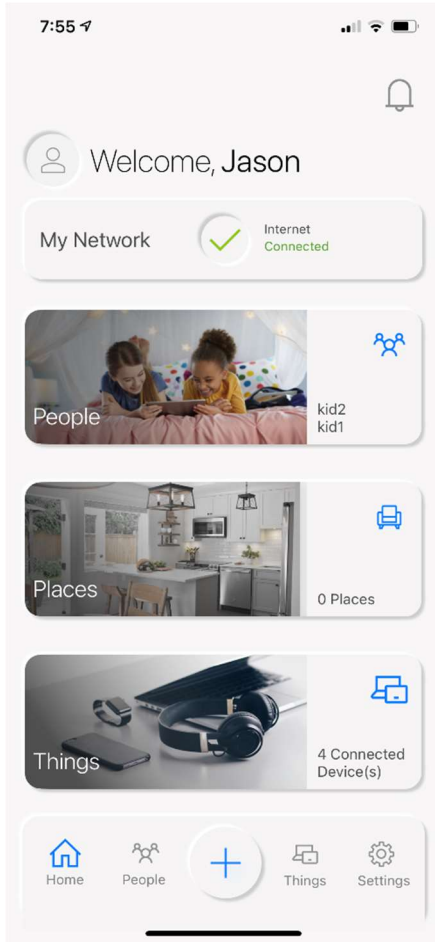 7:55
Welcome, Jason
My Network
Internet
Connected
People
kid2
kid1
Places
0 Places
Things
4 Connected
Device(s)
Home
People
Things
Settings